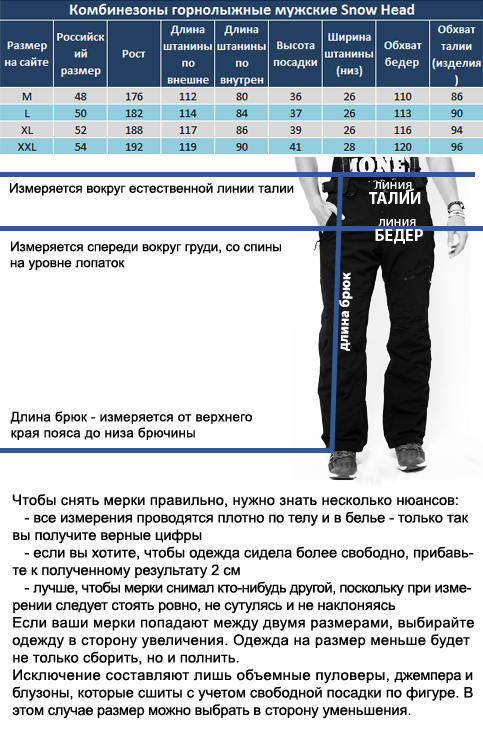 Комбинезоны горнолыжные мужские Snow Head
Размер на сайте | Российск ий размер | Рост | Длина штанины по внешне | Длина штанины по внутрен | Высота посадки | Ширина штанины (низ) | Обхват бедер | Обхват талии (изделия )
M 48 176 112 80 36 26 110 86
L 50 182 114 84 37 26 113 90
XL 52 188 117 86 39 26 116 94
XXL 54 192 119 90 41 28 120 96
MONE
Измеряется вокруг естественной линии талии
ЛИНИЯ
ТАЛИИ
ЛИНИЯ
БЕДЕР
Измеряется спереди вокруг груди, со спины
на уровне лопаток
длина брюк
Длина брюк - измеряется от верхнего
края пояса до низа брючины
Чтобы снять мерки правильно, нужно знать несколько нюансов:
- все измерения проводятся плотно по телу и в белье - только так
вы получите верные цифры
- если вы хотите, чтобы одежда сидела более свободно, прибавь-
те к полученному результату 2 см
- лучше, чтобы мерки снимал кто-нибудь другой, поскольку при изме-
рении следует стоять ровно, не сутулясь и не наклоняясь
Если ваши мерки попадают между двумя размерами, выбирайте
одежду в сторону увеличения. Одежда на размер меньше будет
не только сборить, но и полнить.
Исключение составляют лишь объемные пуловеры, джемпера и
блузоны, которые сшиты с учетом свободной посадки по фигуре. В
этом случае размер можно выбрать в сторону уменьшения.